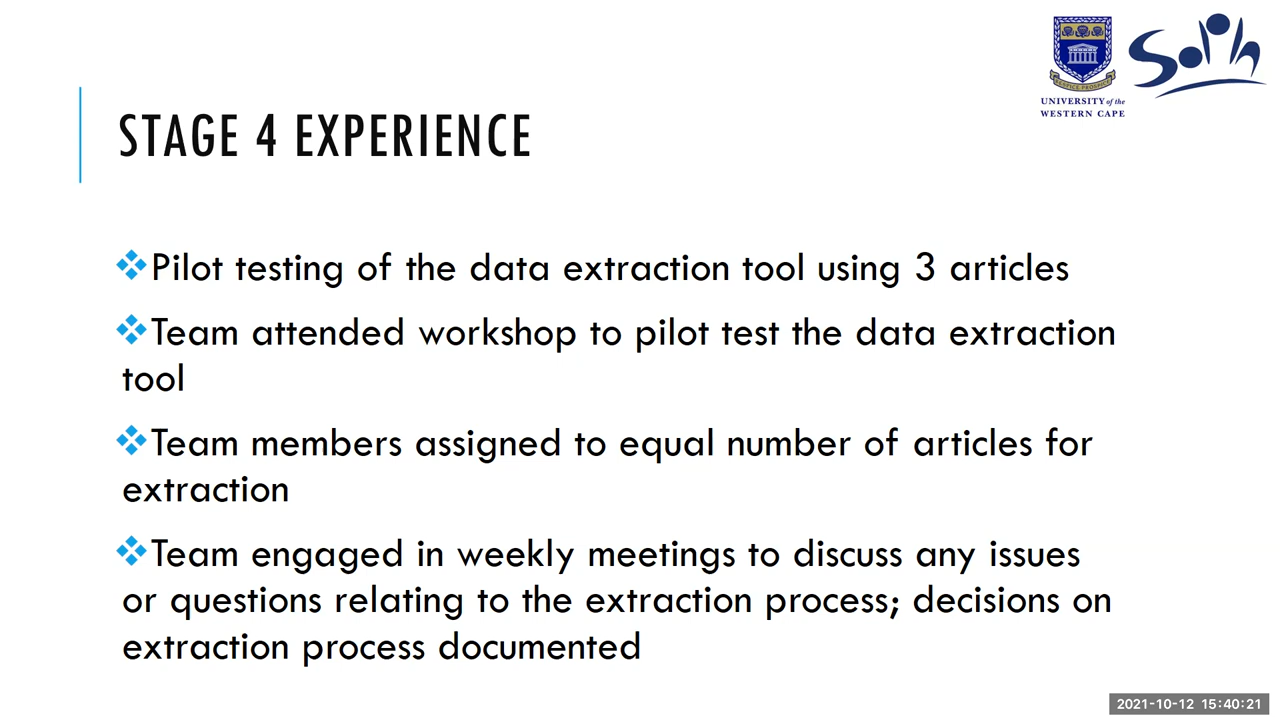 UNIVERSITY of the
WESTERN CAPE
SOPH
STAGE 4 EXPERIENCE
Pilot testing of the data extraction tool using 3 articles
Team attended workshop to pilot test the data extraction
tool
Team members assigned to equal number of articles for
extraction
Team engaged in weekly meetings to discuss any issues
or questions relating to the extraction process; decisions on
extraction process documented
2021-10-12 15:40:21